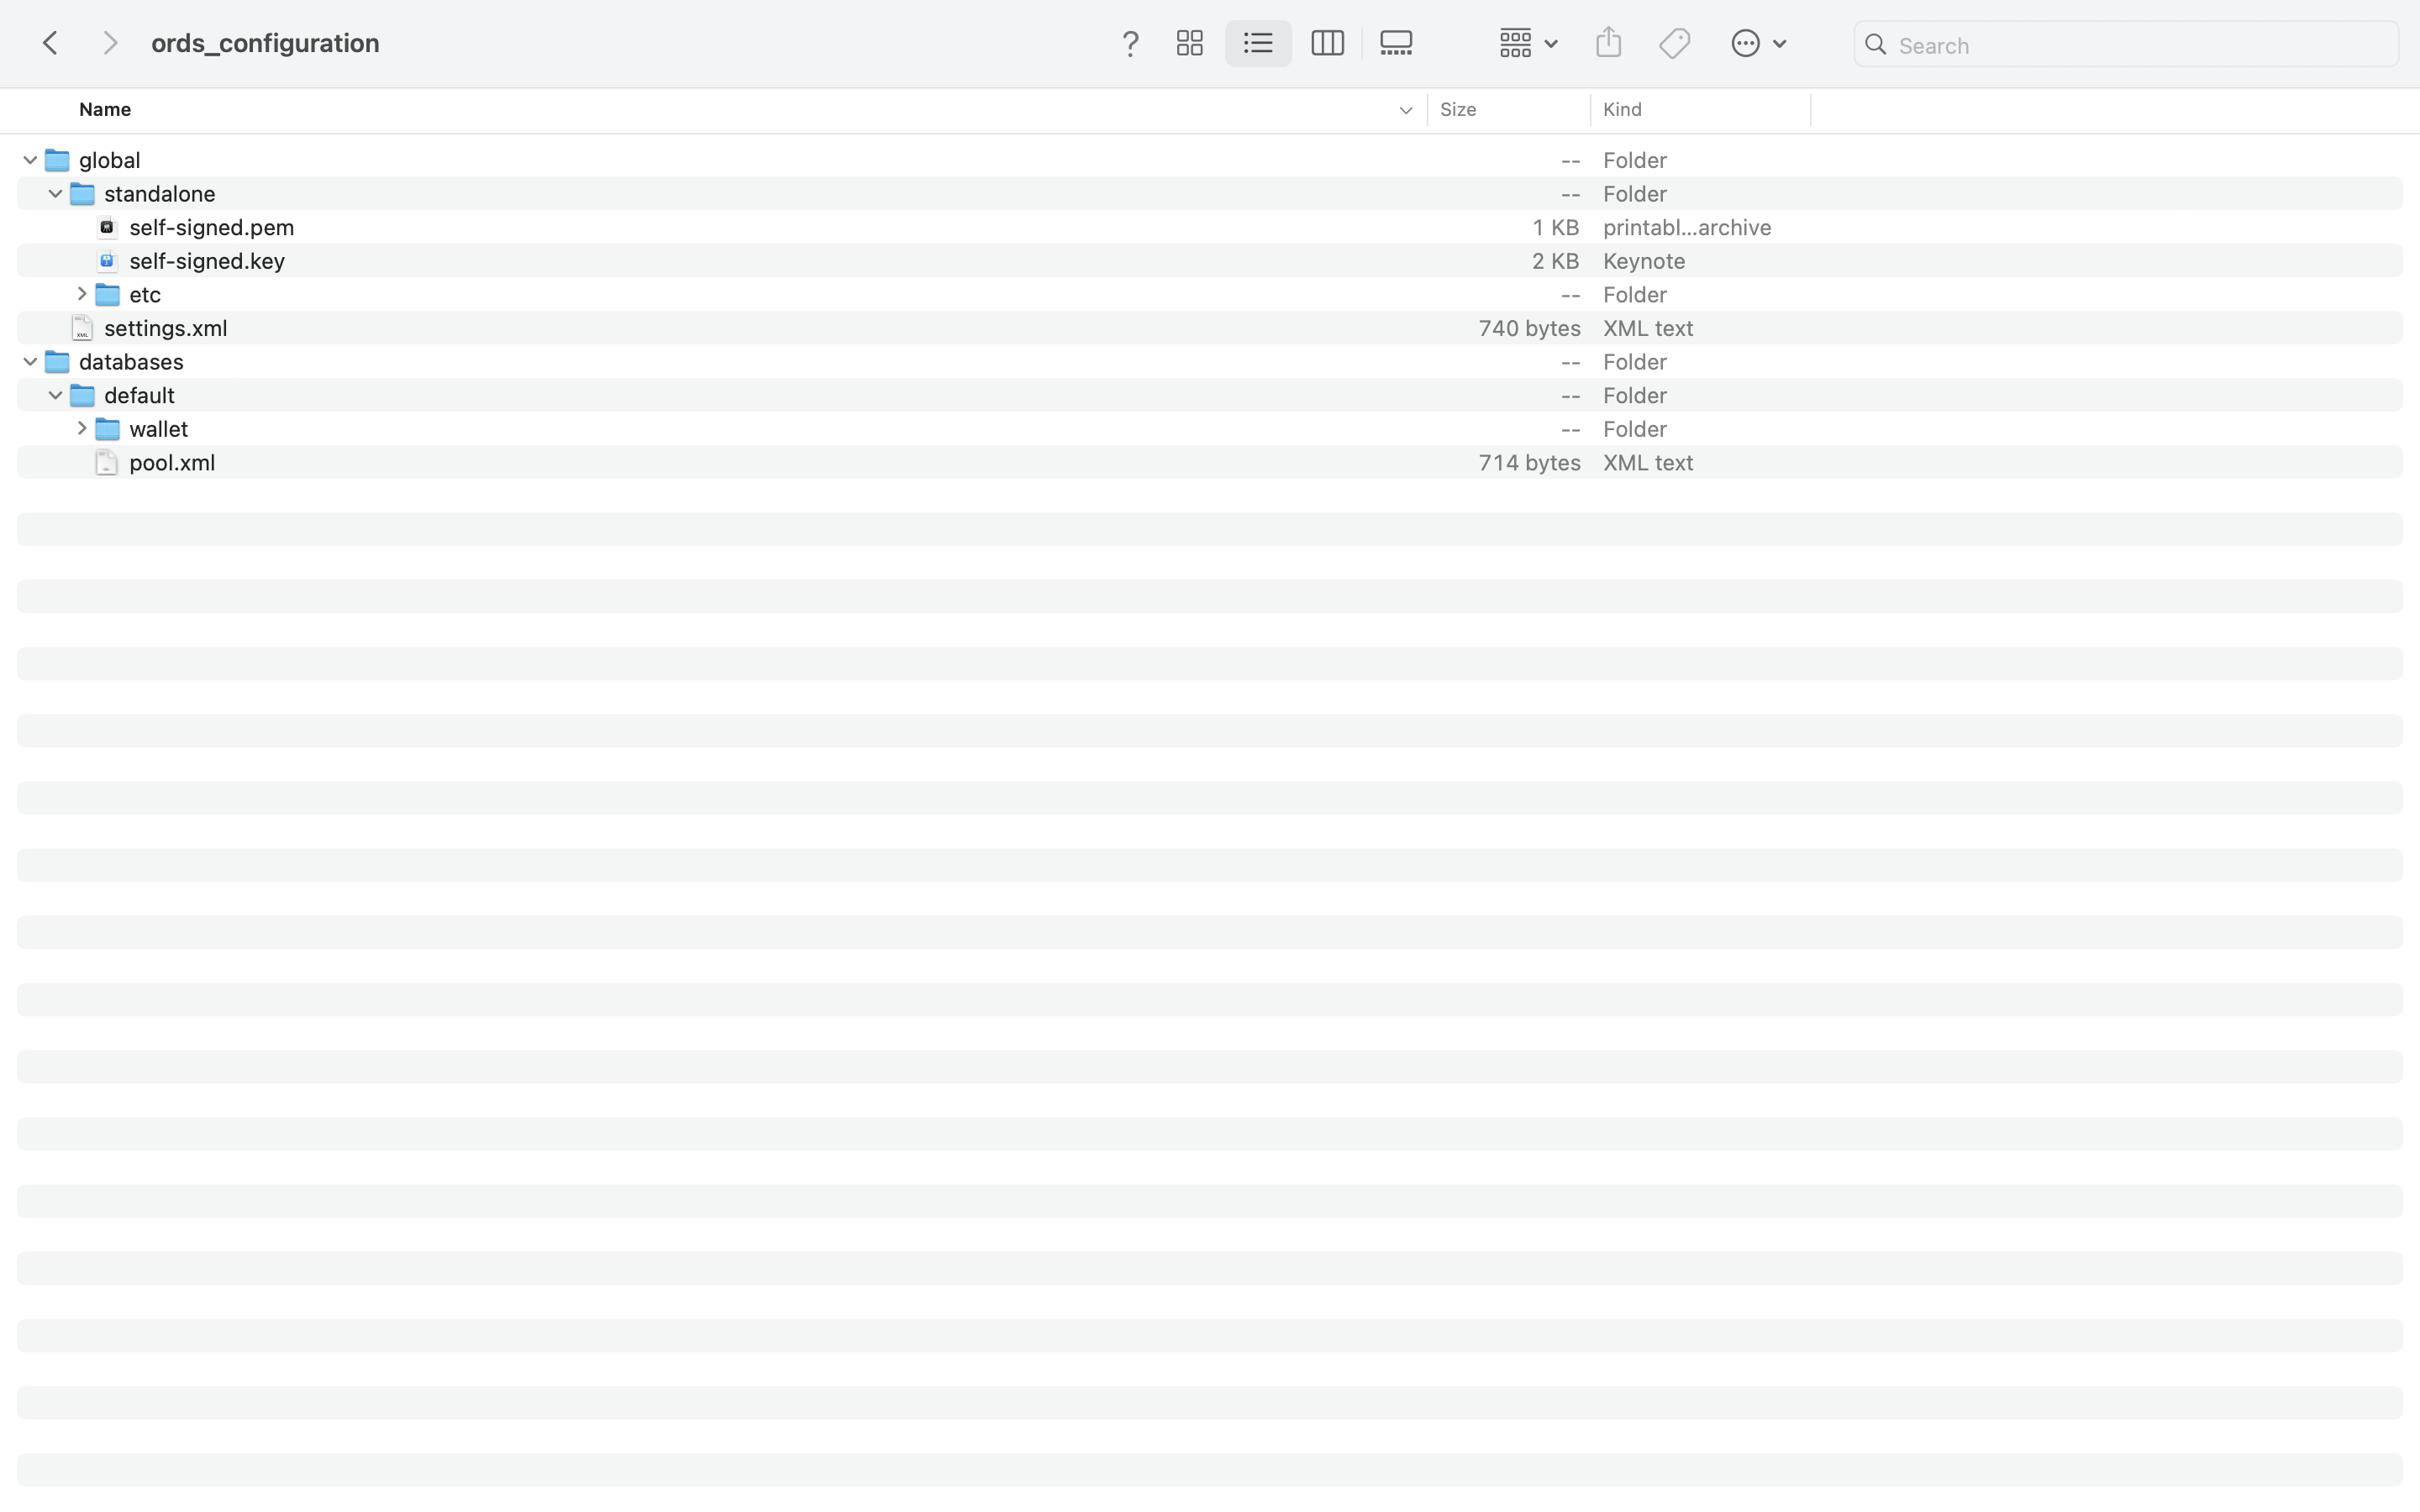 ords_configuration
Search
Name Size Kind
global -- Folder
standalone -- Folder
self-signed.pem 1 KB printabl...archive
self-signed.key 2 KB Keynote
etc -- Folder
settings.xml 740 bytes XML text
databases -- Folder
default -- Folder
wallet -- Folder
pool.xml 714 bytes XML text